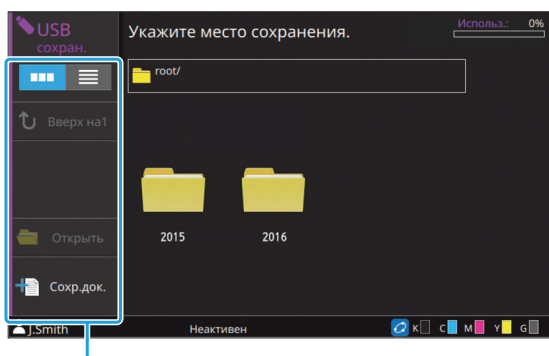 USB
сохран.
Укажите место сохранения.
Использ.: 0%
root/
Вверх на1
2015 2016
Открыть
Сохр.док.
J.Smith Неактивен K C M Y G